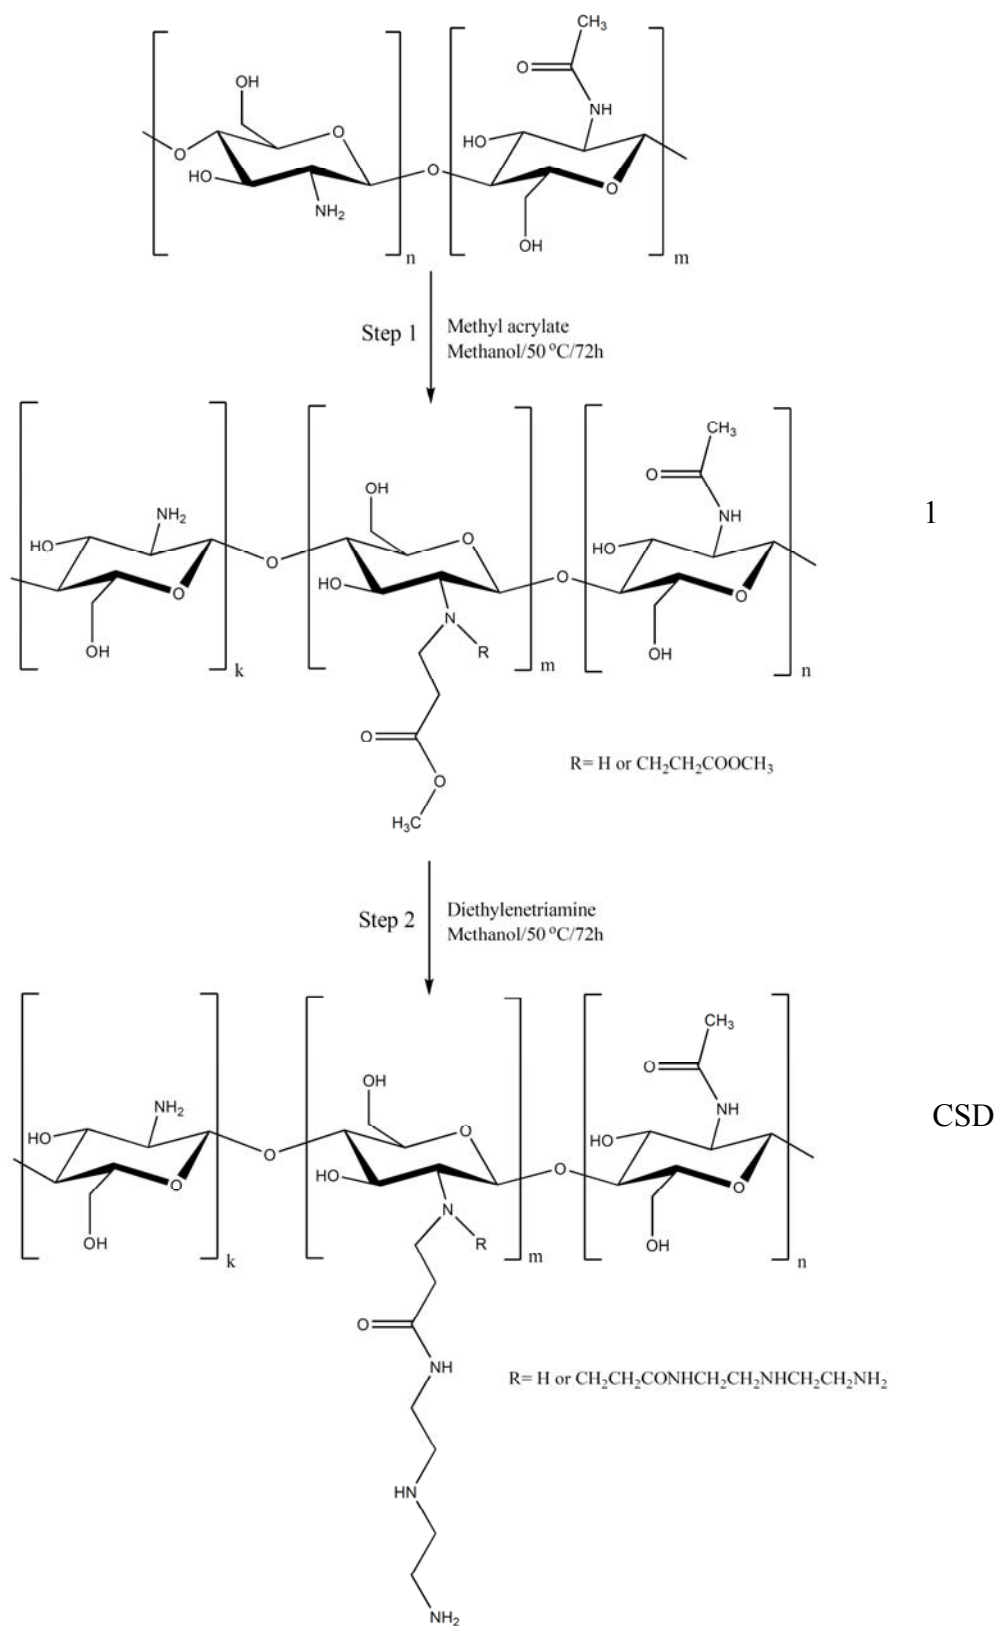 CH3
O
NH
OH
O
HO
O
O
HO
O
O
NH2
OH
n
m
Step 1
Methyl acrylate
Methanol/50 °C/72h
CH3
OH
O
NH2
NH
1
HO
O
HO
O
HO
O
O
O
N
OH
R
OH
k
m
n
O
R= H or CH2CH2COOCH3
O
H3C
Step 2
Diethylenetriamine
Methanol/50 °C/72h
CH3
O
OH
NH2
NH
CSD
HO
O
HO
O
HO
O
O
O
N
OH
R
OH
k
m
n
O
NH
R= H or CH2CH2CONHCH2CH2NHCH2CH2NH2
HN
NH2